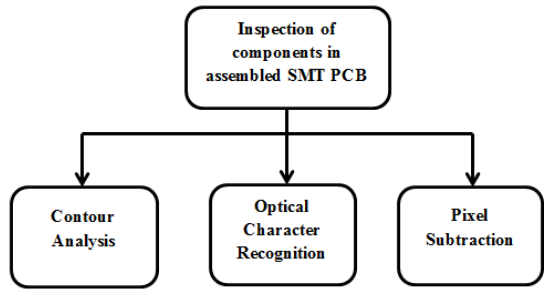 Inspection of
components in
assembled SMT PCB
Contour
Analysis
Optical
Character
Recognition
Pixel
Subtraction